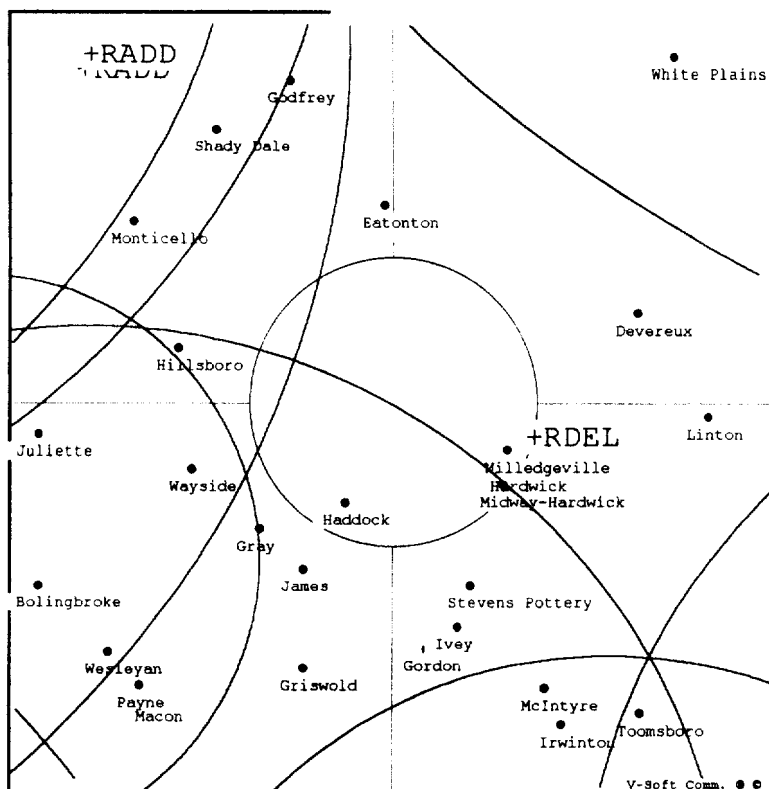 +RADD
+RADD
White Plains
Godfrey
Shady Dale
Eatonton
Monticello
Devereux
Hillsboro
Linton
+RDEL
Juliette
Milledgeville
Wayside
Hardwick
Midway-Hardwick
Haddock
Gray
James
Bolingbroke
Stevens Pottery
Ivey
Wesleyan
Gordon
Griswold
Payne
McIntyre
Macon
Toomsboro
Irwinton
V-Soft Comm. ® ©